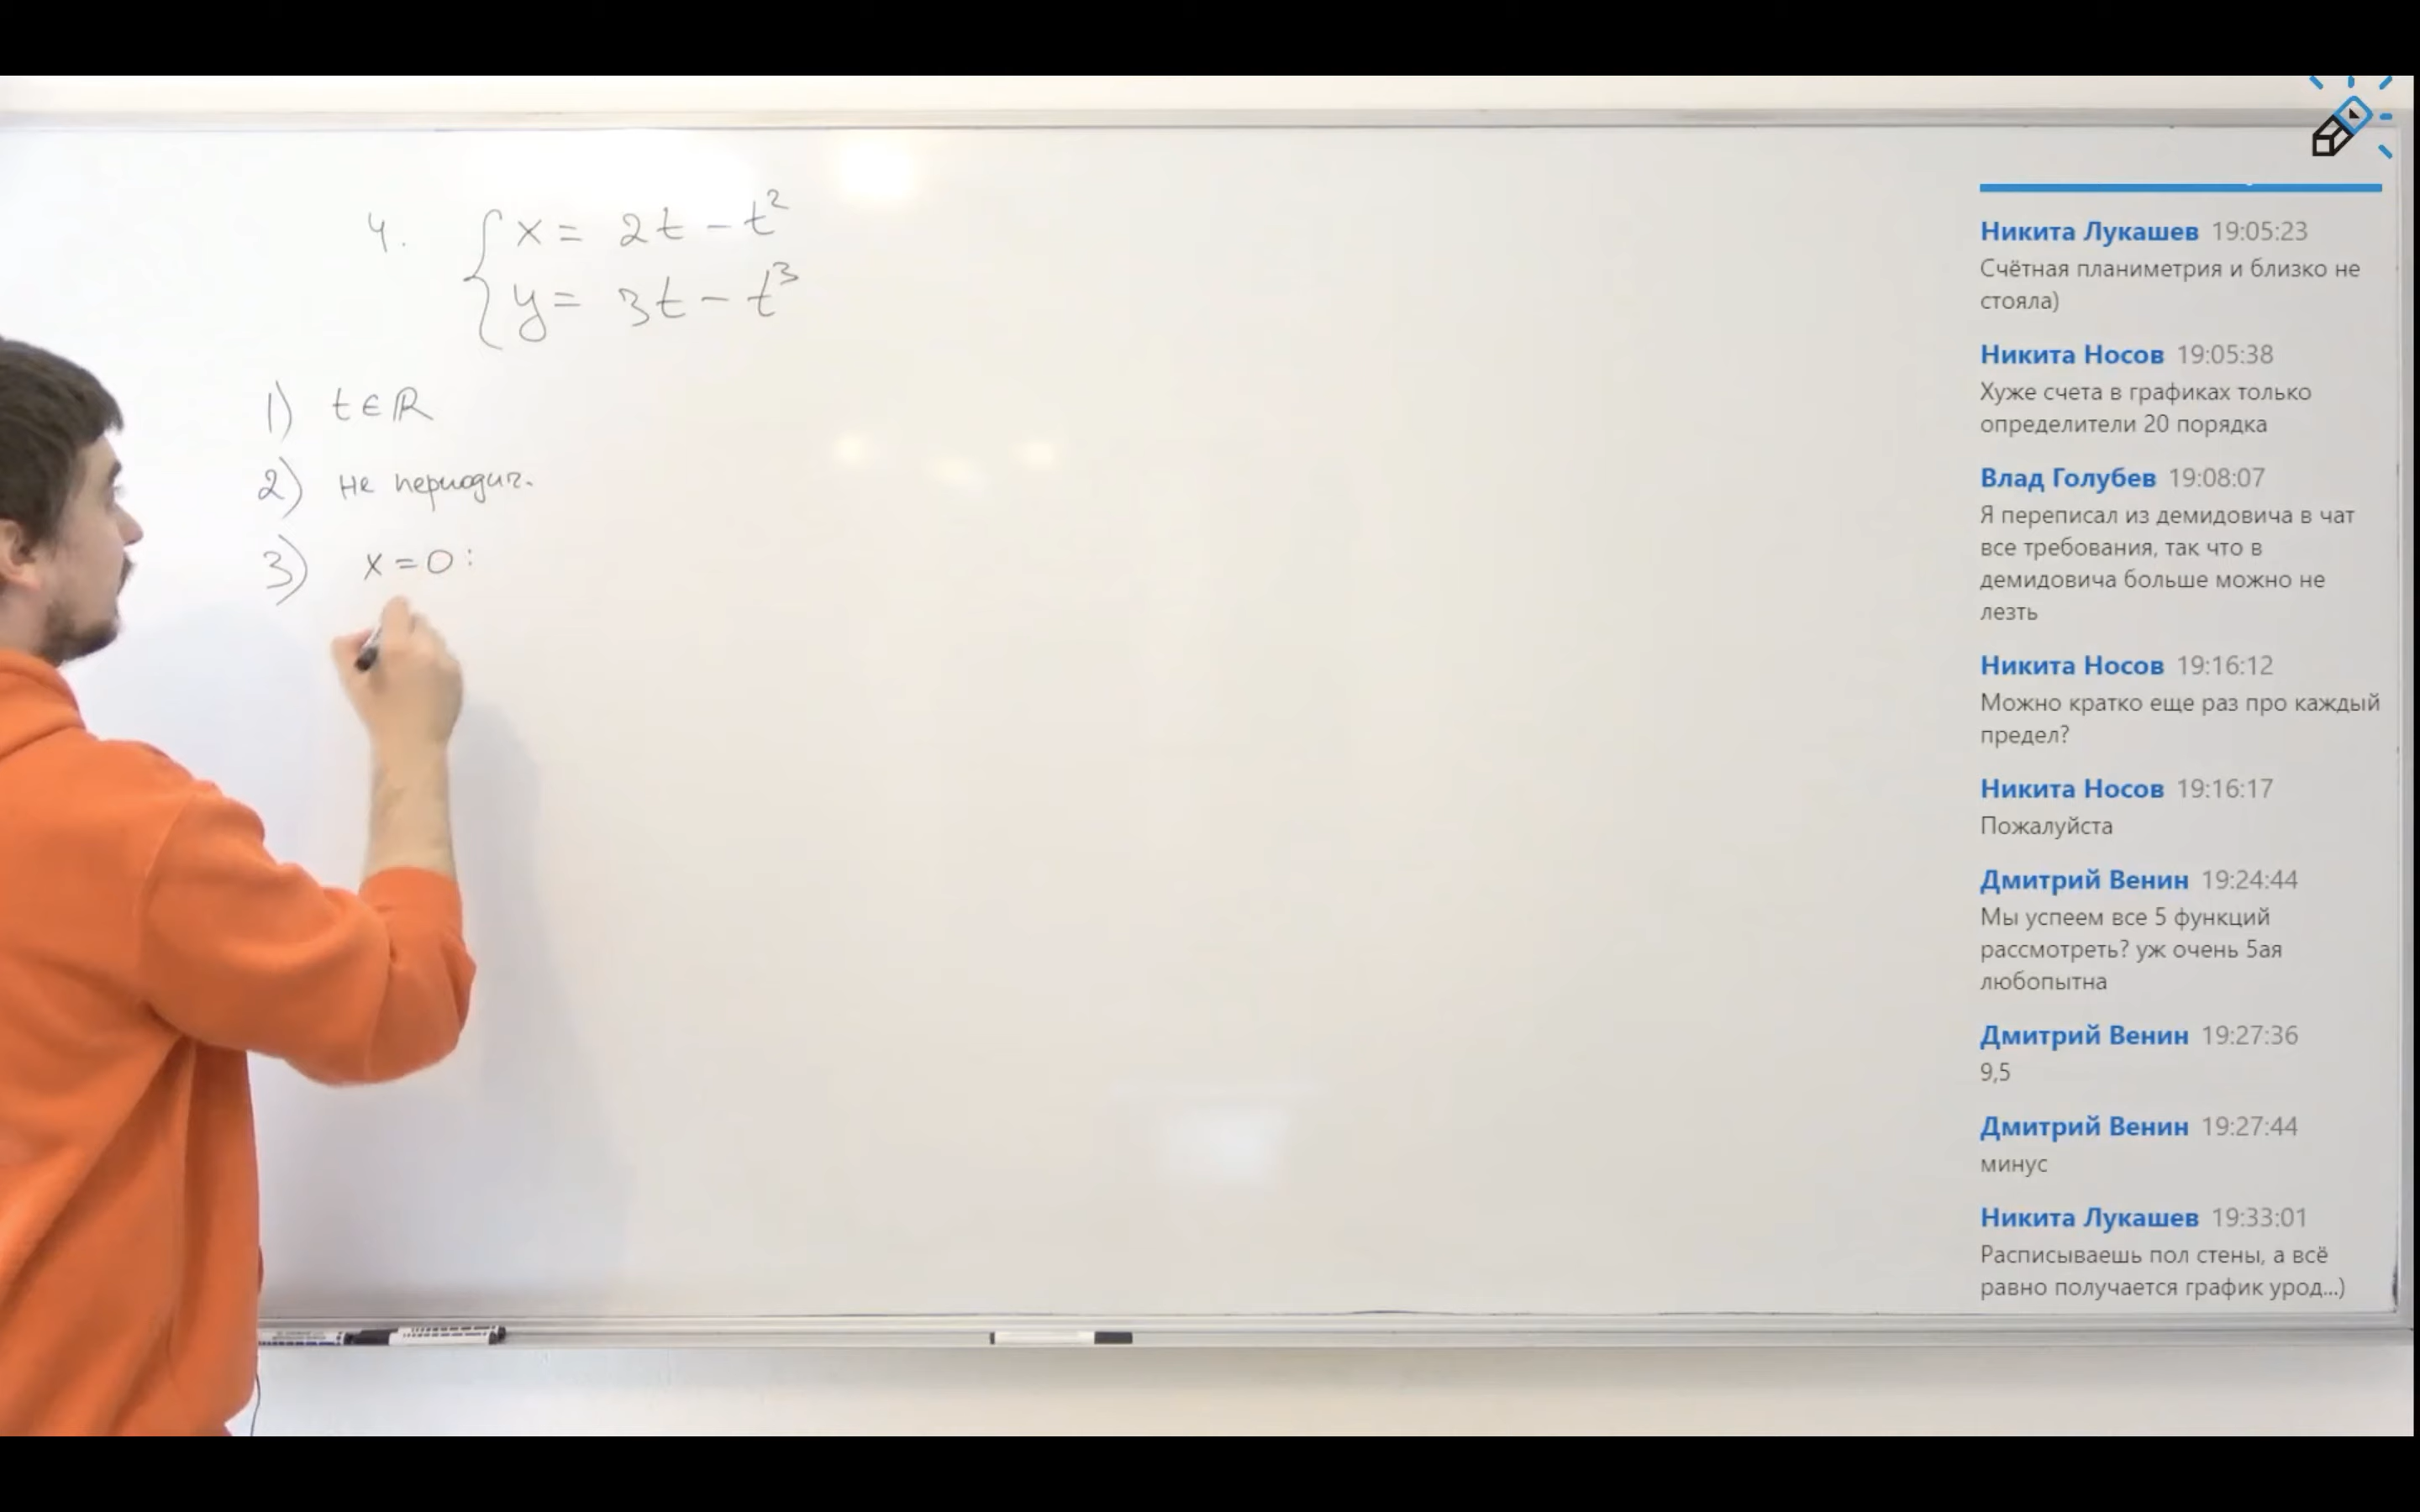 4. { x = 2t - t²
y = 3t - t³
1) t ∈ ℝ
2) не периодич.
3) x = 0 :
Никита Лукашев 19:05:23
Счётная планиметрия и близко не
стояла)
Никита Носов 19:05:38
Хуже счета в графиках только
определители 20 порядка
Влад Голубев 19:08:07
Я переписал из демидовича в чат
все требования, так что в
демидовича больше можно не
лезть
Никита Носов 19:16:12
Можно кратко еще раз про каждый
предел?
Никита Носов 19:16:17
Пожалуйста
Дмитрий Венин 19:24:44
Мы успеем все 5 функций
рассмотреть? уж очень 5ая
любопытна
Дмитрий Венин 19:27:36
9,5
Дмитрий Венин 19:27:44
минус
Никита Лукашев 19:33:01
Расписываешь пол стены, а всё
равно получается график урод...)